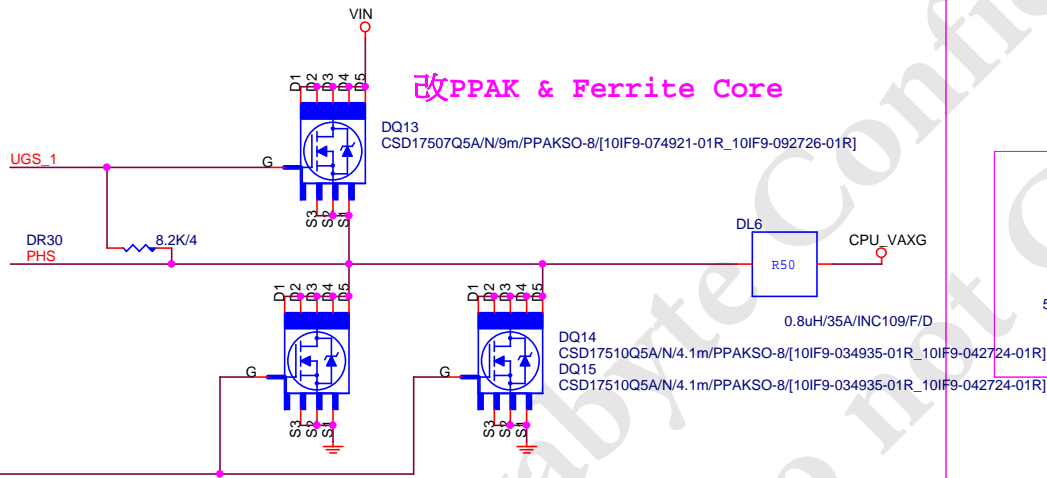 VIN
D1 D2 D3 D4 D5
改PPAK & Ferrite Core
DQ13
CSD17507Q5A/N/9m/PPAKSO-8/[10IF9-074921-01R_10IF9-092726-01R]
UGS_1
G
S3 S2 S1
DR30
8.2K/4
PHS
DL6
R50
CPU_VAXG
0.8uH/35A/INC109/F/D
D1 D2 D3 D4 D5
D1 D2 D3 D4 D5
DQ14
CSD17510Q5A/N/4.1m/PPAKSO-8/[10IF9-034935-01R_10IF9-042724-01R]
DQ15
CSD17510Q5A/N/4.1m/PPAKSO-8/[10IF9-034935-01R_10IF9-042724-01R]
G
G
S3 S2 S1
S3 S2 S1
5